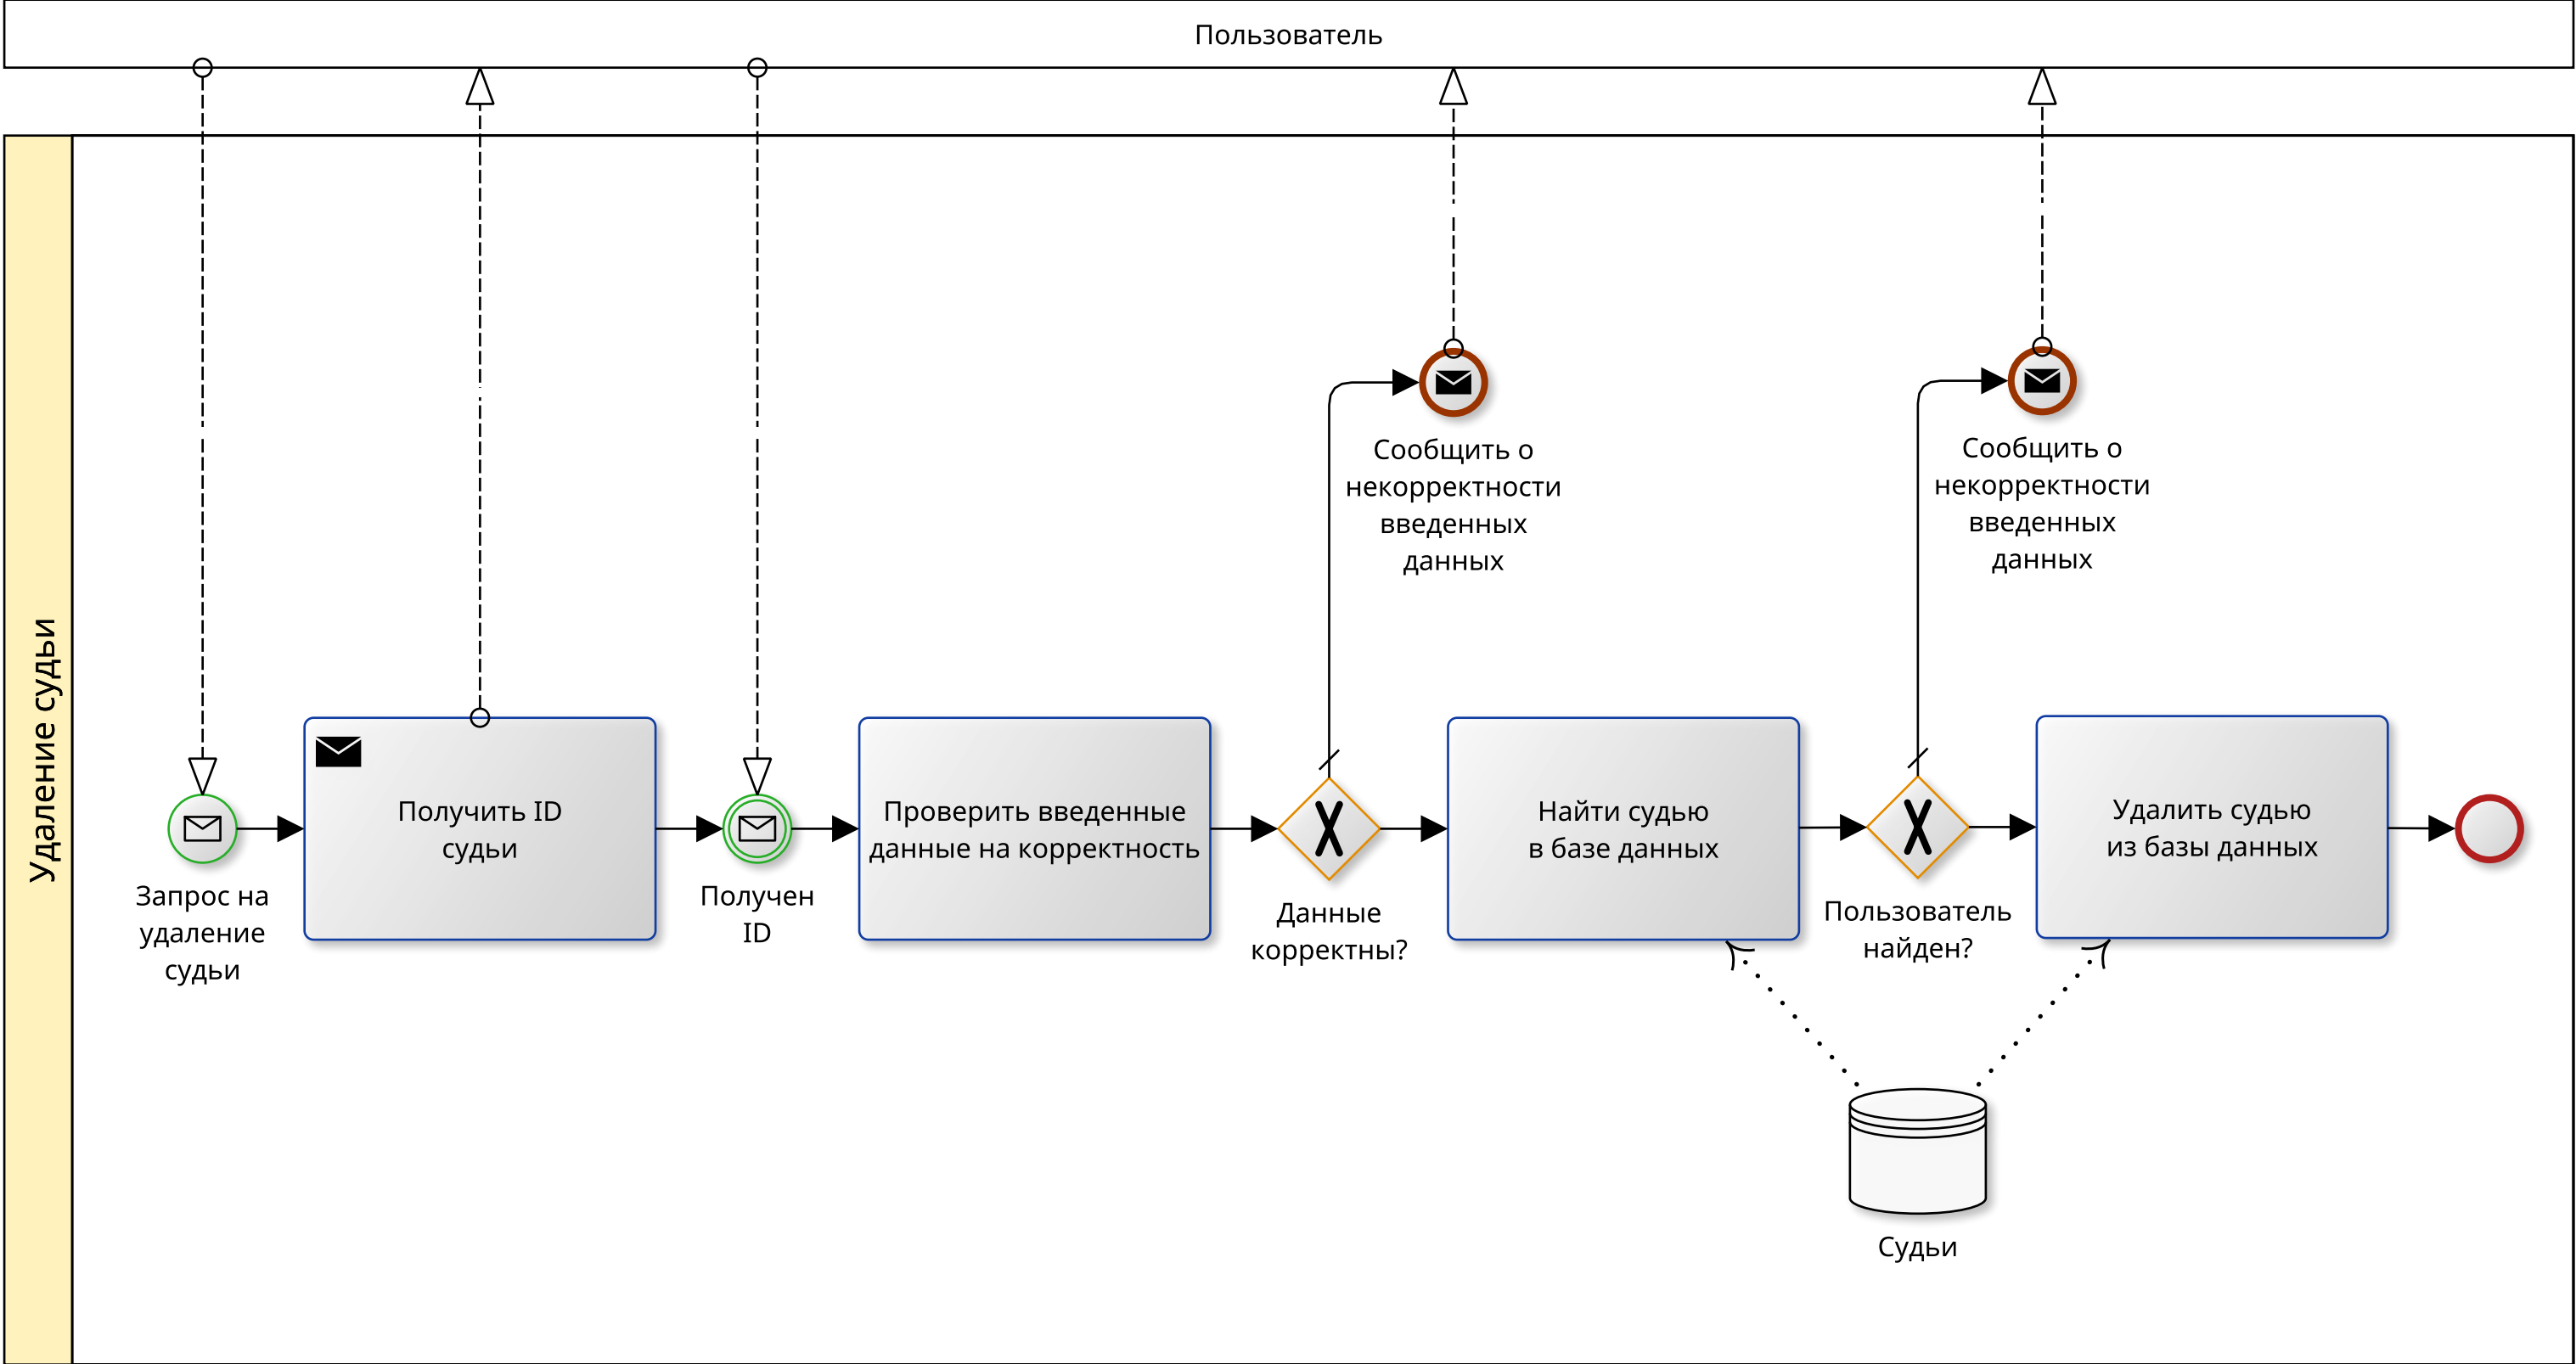 Пользователь
Удаление судьи
Запрос на
удаление
судьи
Получить ID
судьи
Получен
ID
Проверить введенные
данные на корректность
Данные
корректны?
Сообщить о
некорректности
введенных
данных
Найти судью
в базе данных
Пользователь
найден?
Сообщить о
некорректности
введенных
данных
Удалить судью
из базы данных
Судьи